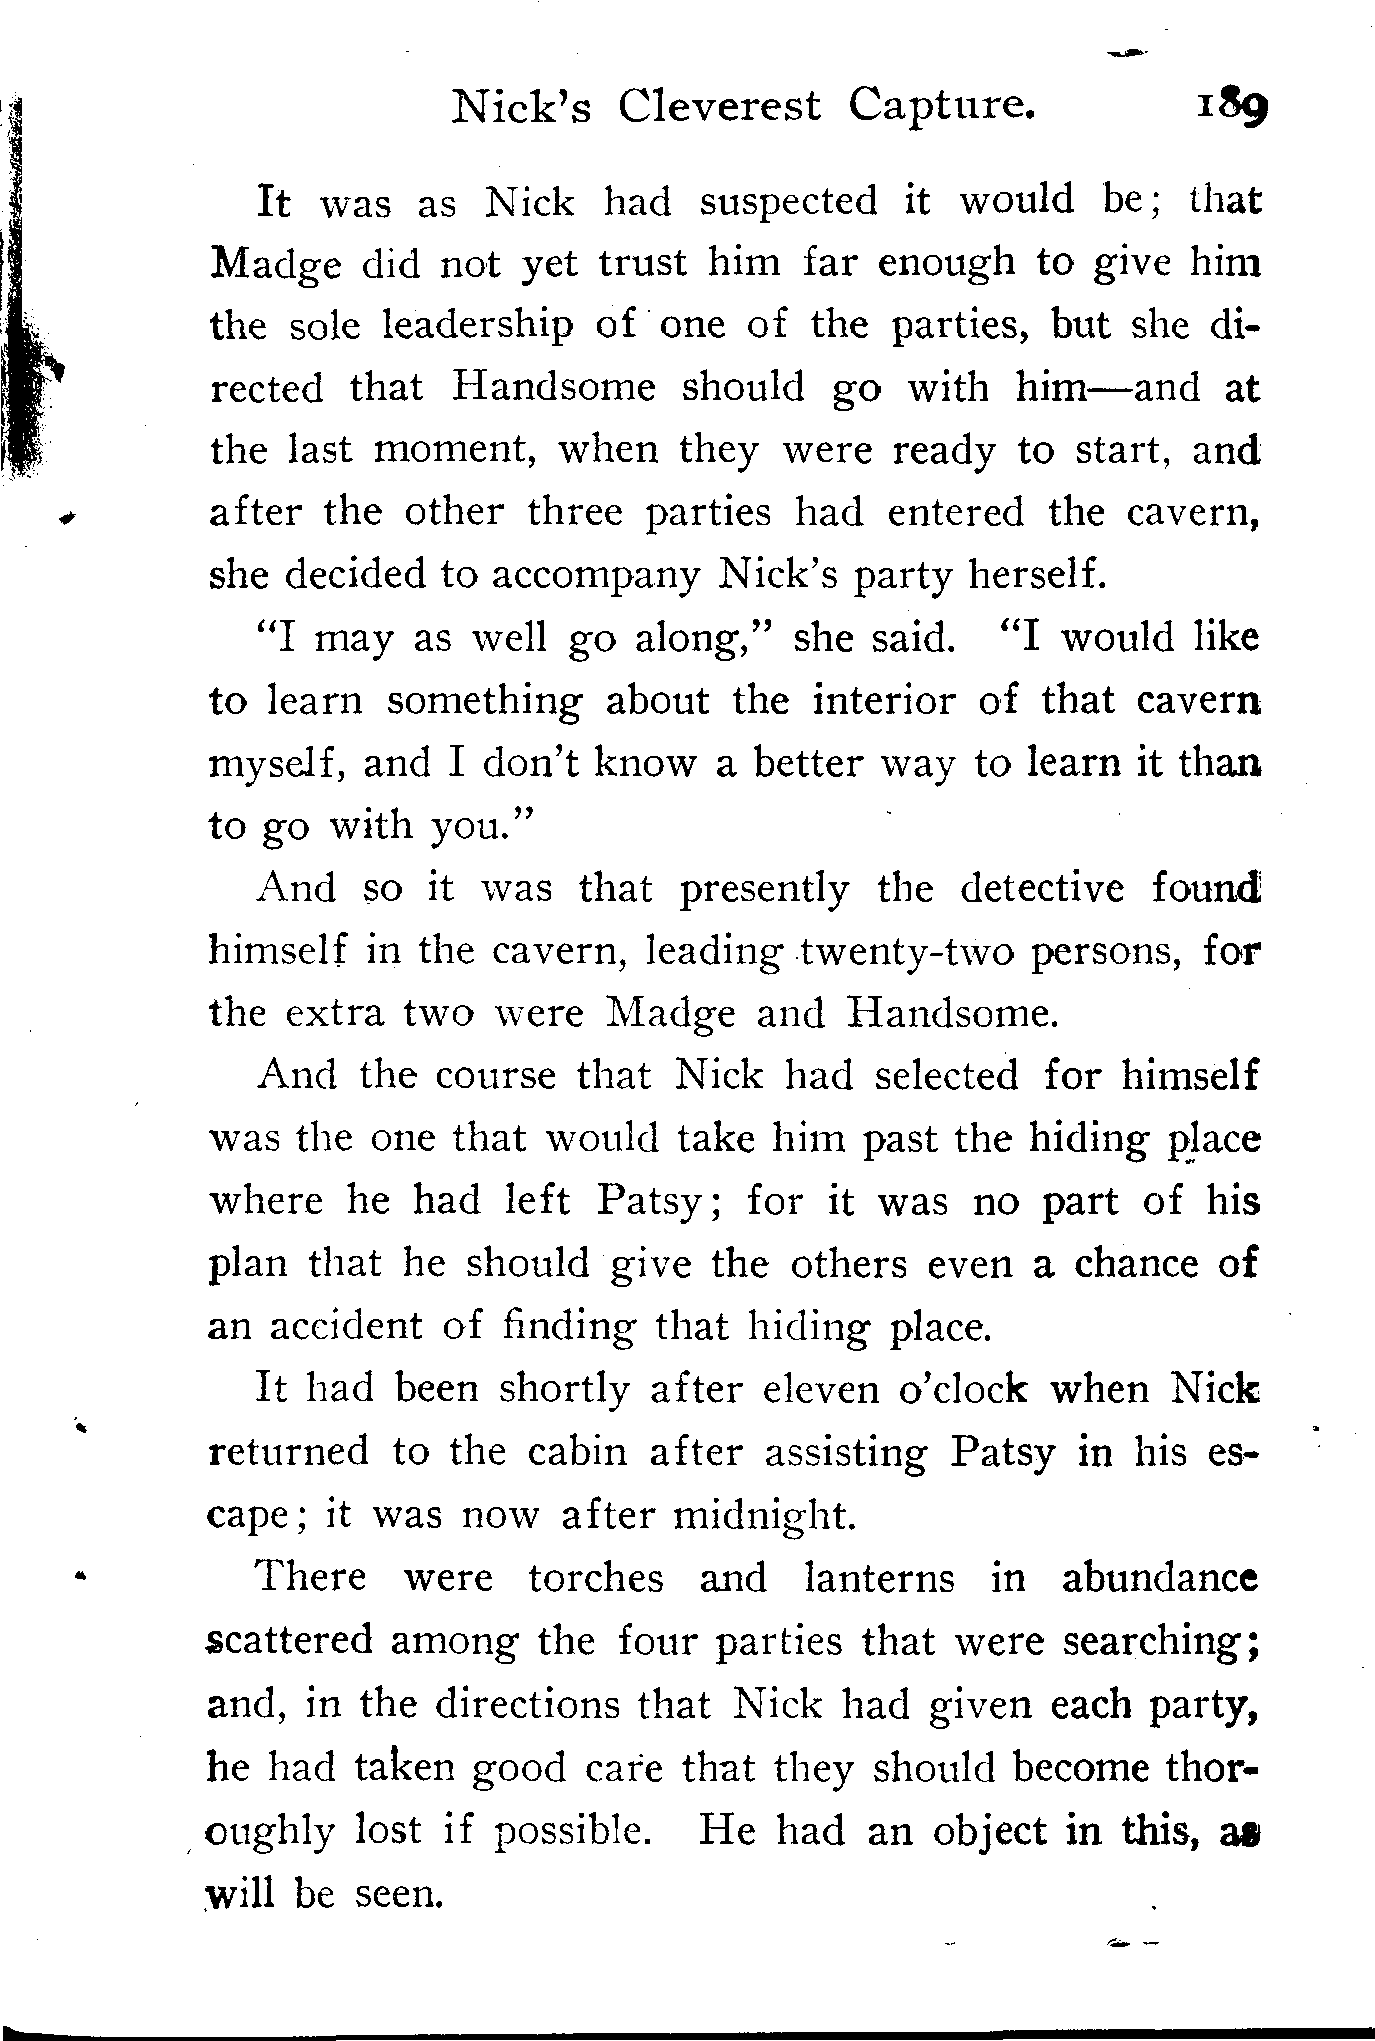 Nick's Cleverest Capture. 189
It was as Nick had suspected it would be; that
Madge did not yet trust him far enough to give him
the sole leadership of one of the parties, but she di-
rected that Handsome should go with him—and at
the last moment, when they were ready to start, and
after the other three parties had entered the cavern,
she decided to accompany Nick's party herself.
"I may as well go along," she said. "I would like
to learn something about the interior of that cavern
myself, and I don't know a better way to learn it than
to go with you."
And so it was that presently the detective found
himself in the cavern, leading twenty-two persons, for
the extra two were Madge and Handsome.
And the course that Nick had selected for himself
was the one that would take him past the hiding place
where he had left Patsy; for it was no part of his
plan that he should give the others even a chance of
an accident of finding that hiding place.
It had been shortly after eleven o'clock when Nick
returned to the cabin after assisting Patsy in his es-
cape; it was now after midnight.
There were torches and lanterns in abundance
scattered among the four parties that were searching;
and, in the directions that Nick had given each party,
he had taken good care that they should become thor-
oughly lost if possible. He had an object in this, as
will be seen.